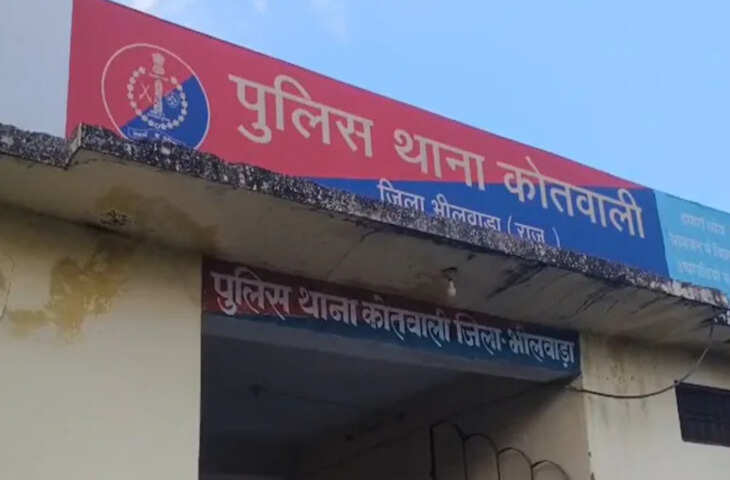 पुलिस थाना कोतवाली
जिला भीलवाडा (राज.)
पुलिस थाना कोतवाली जिला-भीलवाड़ा